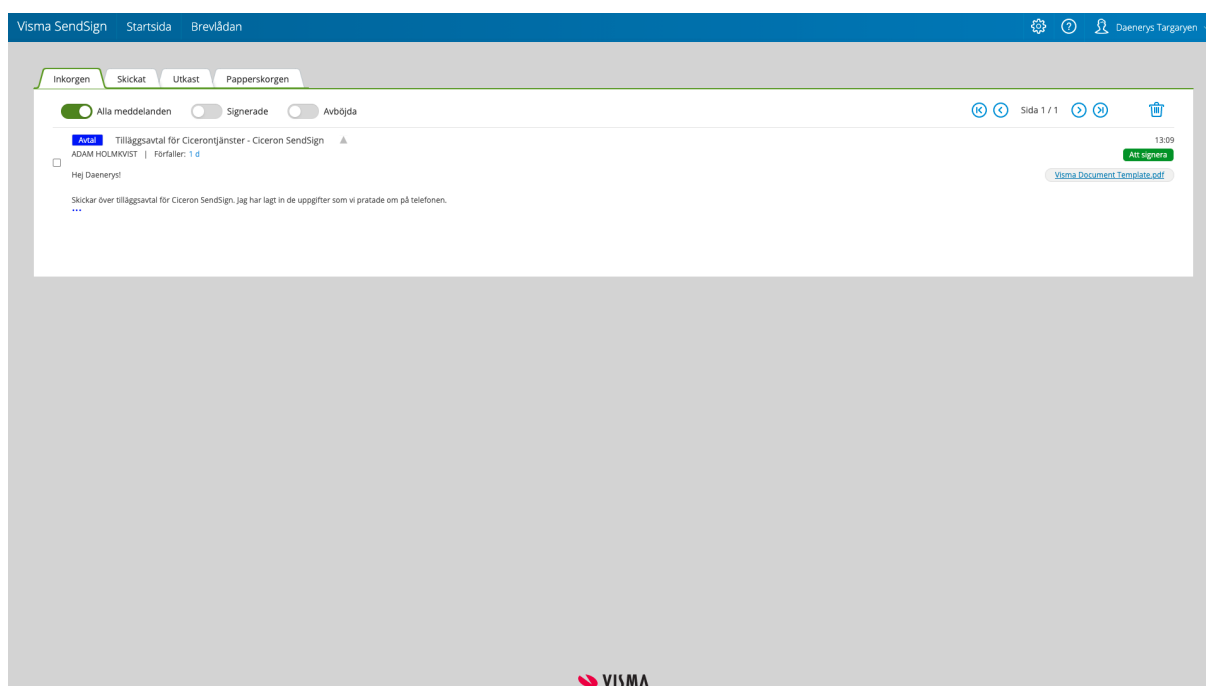 Visma SendSign Startsida Brevlådan Daenerys Targaryen
Inkorgen Skickat Utkast Papperskorgen
Alla meddelanden Signerade Avböjda Sida 1 / 1
Avtal Tilläggsavtal för Cicerontjänster - Ciceron SendSign 13:09
ADAM HOLMKVIST | Förfaller: 1 d Att signera
Hej Daenerys! Visma Document Template.pdf
Skickar över tilläggsavtal för Ciceron SendSign. Jag har lagt in de uppgifter som vi pratade om på telefonen.
...
VISMA